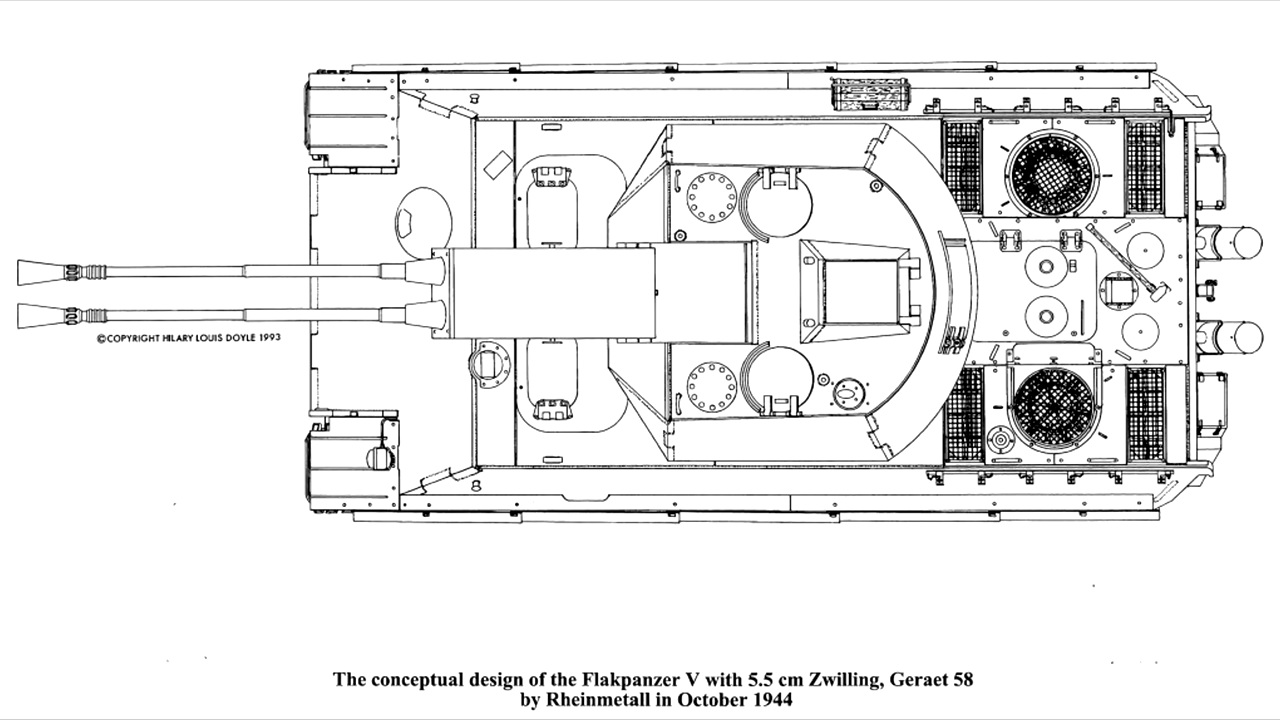 ©COPYRIGHT HILARY LOUIS DOYLE 1993
The conceptual design of the Flakpanzer V with 5.5 cm Zwilling, Geraet 58
by Rheinmetall in October 1944